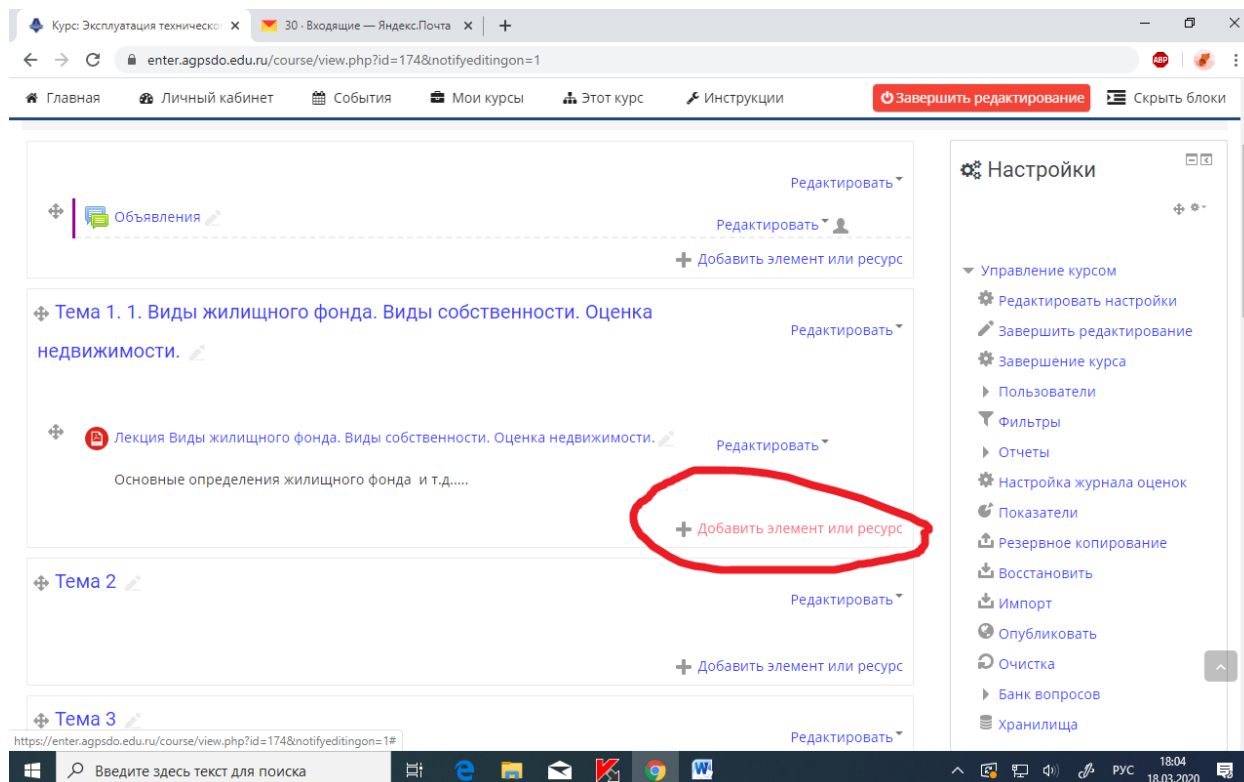 Курс: Эксплуатация техническо
30 · Входящие — Яндекс.Почта
enter.agpsdo.edu.ru/course/view.php?id=174&notifyeditingon=1
ABP
Главная Личный кабинет События Мои курсы Этот курс Инструкции Завершить редактирование Скрыть блоки
Редактировать
Объявления
Редактировать
Добавить элемент или ресурс
Тема 1. 1. Виды жилищного фонда. Виды собственности. Оценка
недвижимости.
Редактировать
Лекция Виды жилищного фонда. Виды собственности. Оценка недвижимости.
Редактировать
Основные определения жилищного фонда и т.д.....
Добавить элемент или ресурс
Тема 2
Редактировать
Добавить элемент или ресурс
Тема 3
Редактировать
Настройки
Управление курсом
Редактировать настройки
Завершить редактирование
Завершение курса
Пользователи
Фильтры
Отчеты
Настройка журнала оценок
Показатели
Резервное копирование
Восстановить
Импорт
Опубликовать
Очистка
Банк вопросов
Хранилища
https://enter.agpsdo.edu.ru/course/view.php?id=174&notifyeditingon=1#
Введите здесь текст для поиска
РУС
18:04
18.03.2020